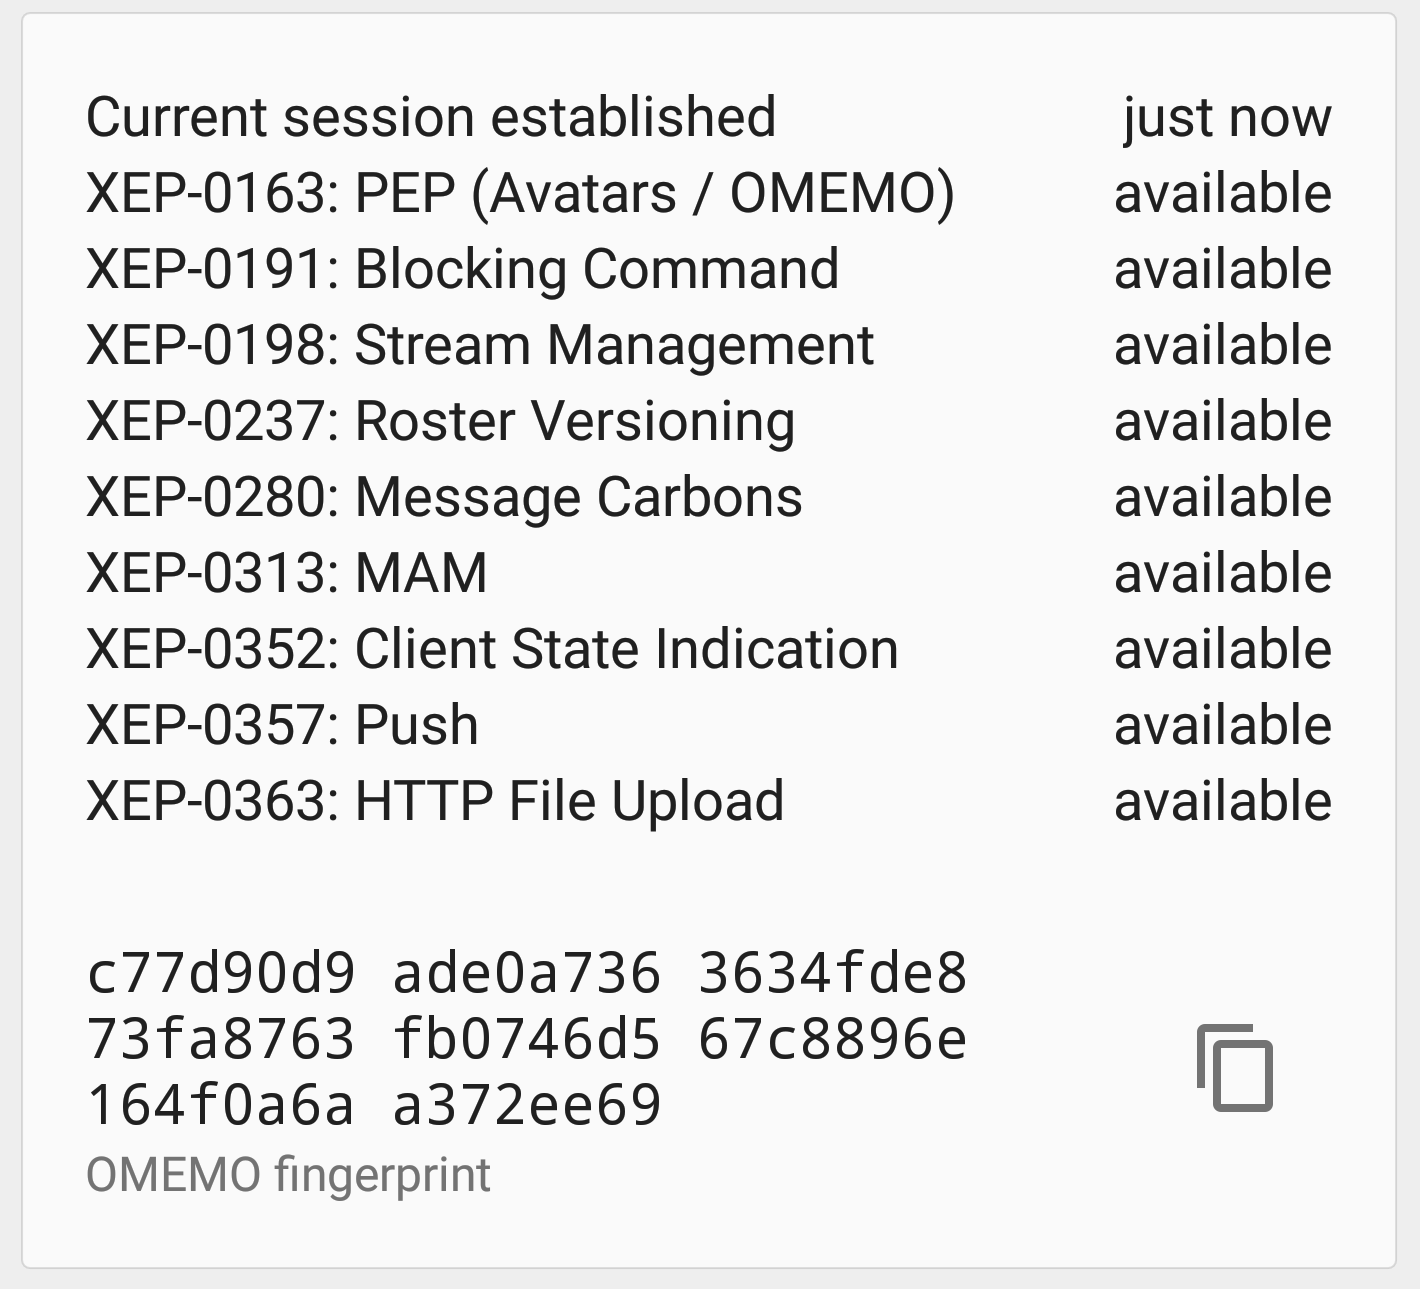 Current session established just now
XEP-0163: PEP (Avatars / OMEMO) available
XEP-0191: Blocking Command available
XEP-0198: Stream Management available
XEP-0237: Roster Versioning available
XEP-0280: Message Carbons available
XEP-0313: MAM available
XEP-0352: Client State Indication available
XEP-0357: Push available
XEP-0363: HTTP File Upload available
c77d90d9 ade0a736 3634fde8
73fa8763 fb0746d5 67c8896e
164f0a6a a372ee69
OMEMO fingerprint